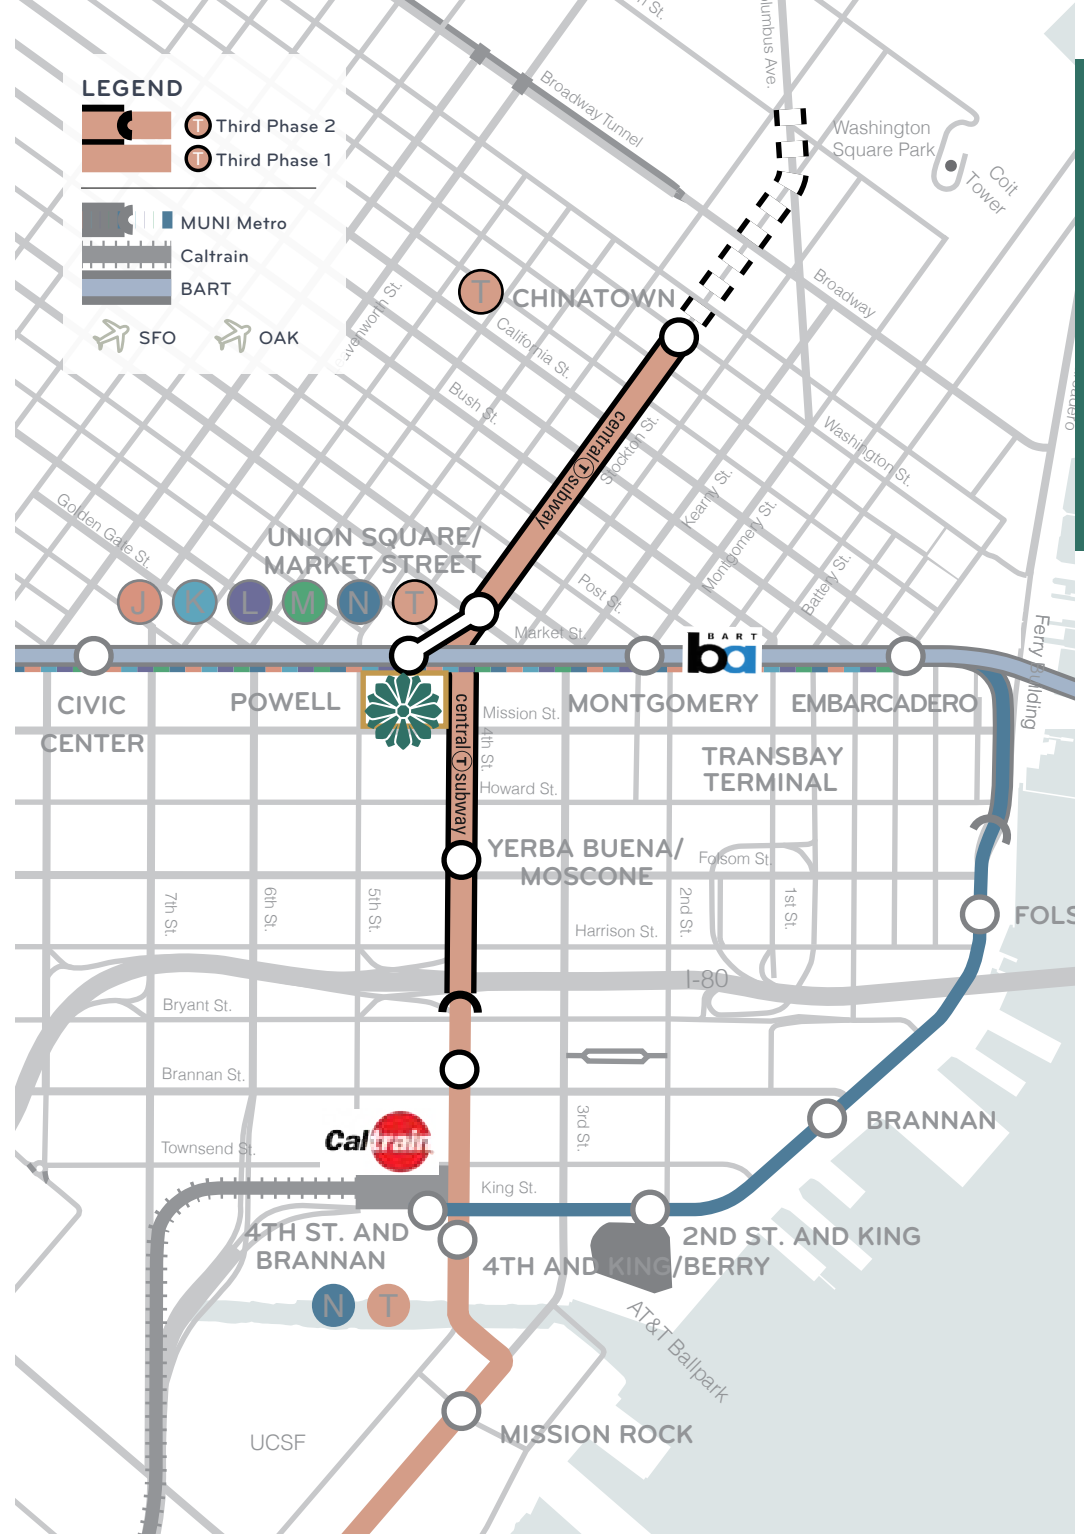 n St.
lumbus Ave.
LEGEND
T Third Phase 2
T Third Phase 1
MUNI Metro
Caltrain
BART
SFO
OAK
Broadway Tunnel
Washington
Square Park
Coit
Tower
Broadway
avenworth St.
T CHINATOWN
California St.
Bush St.
Stockton St.
central T subway
Kearny St.
Washington St.
Montgomery St.
Battery St.
Golden Gate St.
UNION SQUARE/
MARKET STREET
J K L M N T
Post St.
Market St.
BART
ba
Ferry Building
CIVIC
CENTER
POWELL
MONTGOMERY
EMBARCADERO
Mission St.
4th St.
central T subway
TRANSBAY
TERMINAL
Howard St.
YERBA BUENA/
MOSCONE
Folsom St.
7th St.
6th St.
5th St.
2nd St.
1st St.
FOLS
Harrison St.
I-80
Bryant St.
Brannan St.
3rd St.
BRANNAN
Caltrain
Townsend St.
King St.
4TH ST. AND
BRANNAN
2ND ST. AND KING
4TH AND KING/BERRY
N T
AT&T Ballpark
MISSION ROCK
UCSF